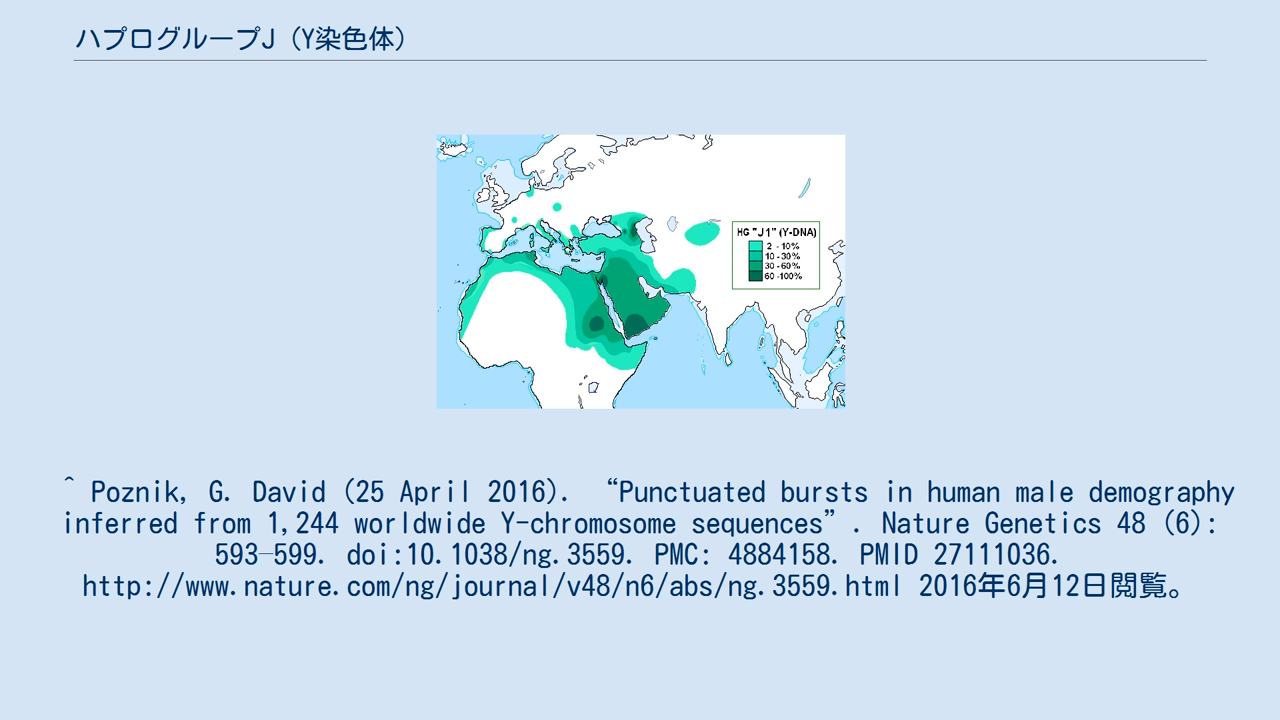 ハプログループJ (Y染色体)
HG "J1" (Y-DNA)
2 - 10%
10 - 30%
30 - 60%
60 -100%
^ Poznik, G. David (25 April 2016). “Punctuated bursts in human male demography
inferred from 1,244 worldwide Y-chromosome sequences”. Nature Genetics 48 (6):
593–599. doi:10.1038/ng.3559. PMC: 4884158. PMID 27111036.
http://www.nature.com/ng/journal/v48/n6/abs/ng.3559.html 2016年6月12日閲覧。